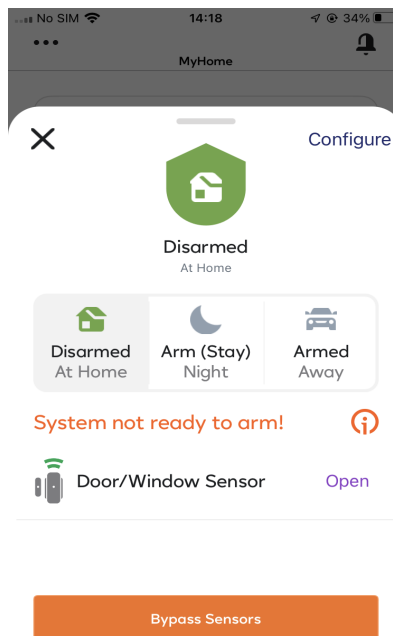 No SIM 14:18 34%
MyHome
Configure
Disarmed
At Home
Disarmed Arm (Stay) Armed
At Home Night Away
System not ready to arm!
Door/Window Sensor Open
Bypass Sensors